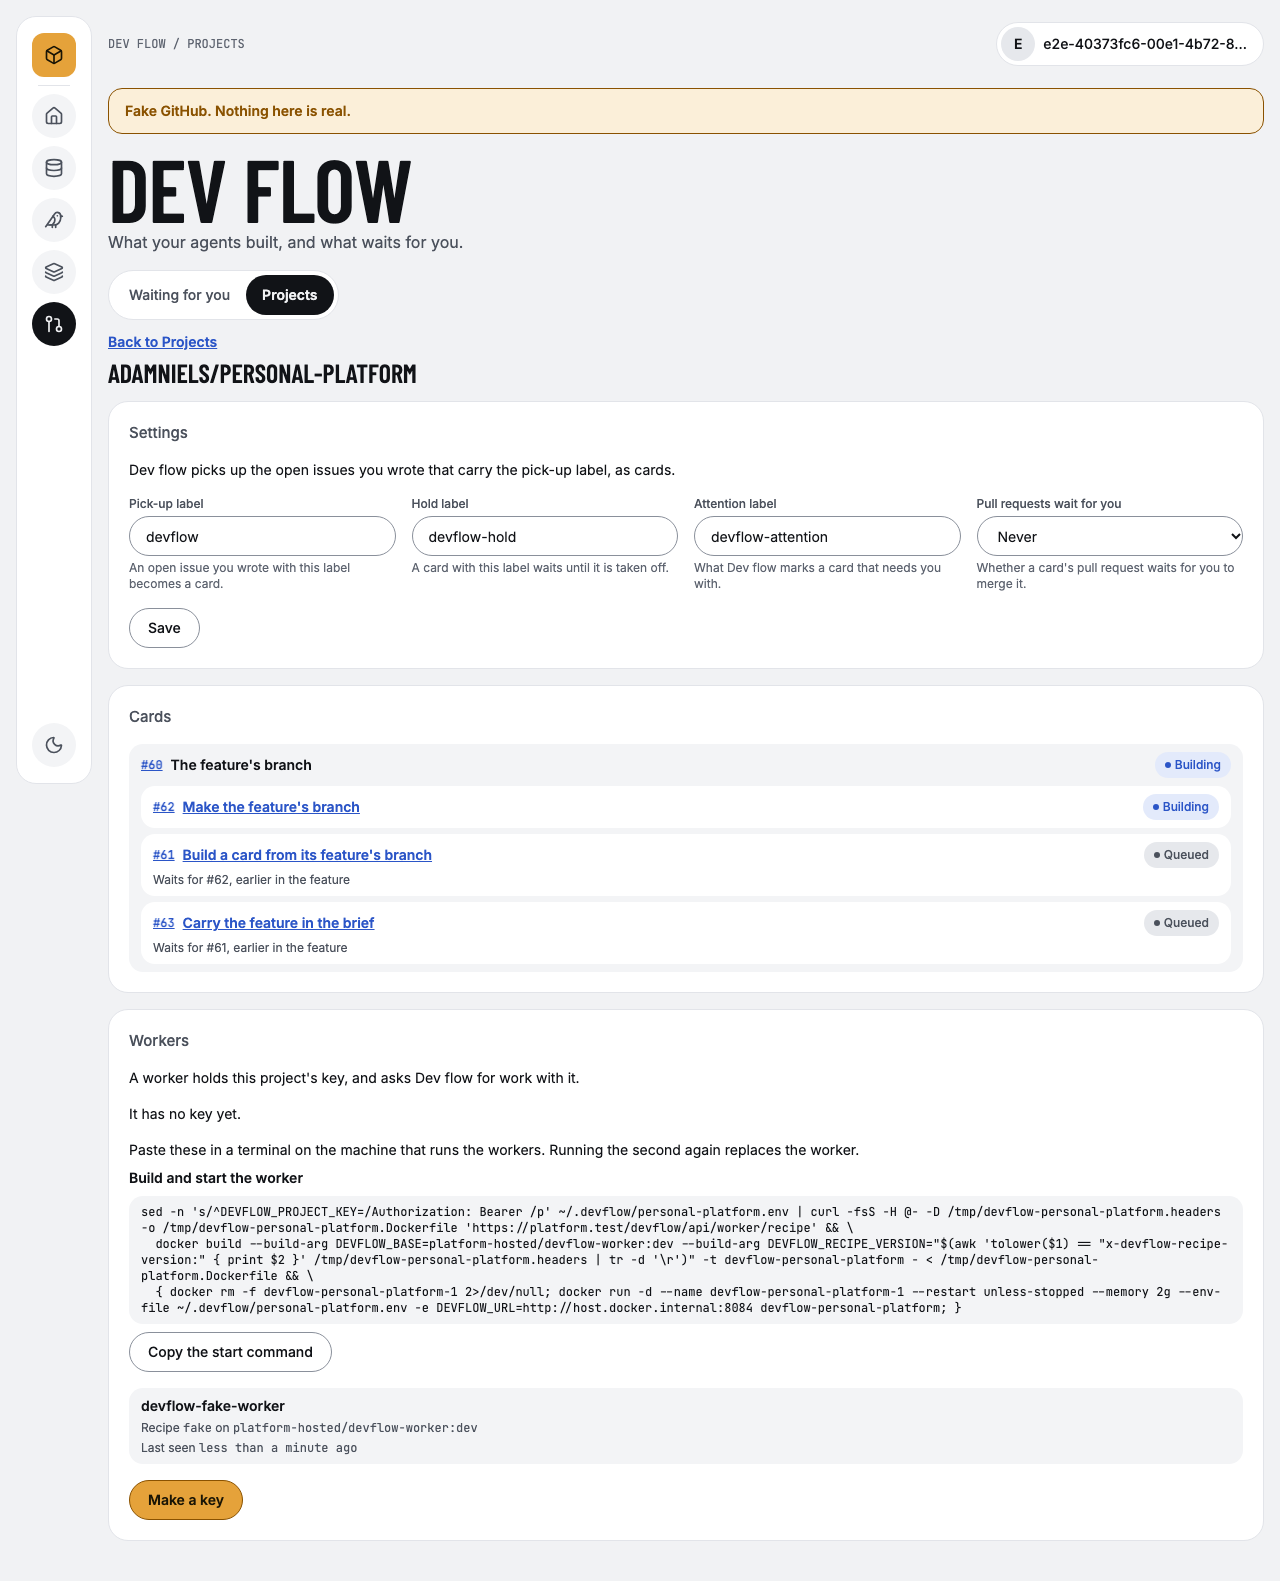 DEV FLOW / PROJECTS
E
e2e-40373fc6-00e1-4b72-8...
Fake GitHub. Nothing here is real.
DEV FLOW
What your agents built, and what waits for you.
Waiting for you
Projects
Back to Projects
ADAMNIELS/PERSONAL-PLATFORM
Settings
Dev flow picks up the open issues you wrote that carry the pick-up label, as cards.
Pick-up label
Hold label
Attention label
Pull requests wait for you
devflow
devflow-hold
devflow-attention
Never
An open issue you wrote with this label
becomes a card.
A card with this label waits until it is taken off.
What Dev flow marks a card that needs you
with.
Whether a card's pull request waits for you to
merge it.
Save
Cards
#60 The feature's branch
Building
#62 Make the feature's branch
Building
#61 Build a card from its feature's branch
Queued
Waits for #62, earlier in the feature
#63 Carry the feature in the brief
Queued
Waits for #61, earlier in the feature
Workers
A worker holds this project's key, and asks Dev flow for work with it.
It has no key yet.
Paste these in a terminal on the machine that runs the workers. Running the second again replaces the worker.
Build and start the worker
sed -n 's/^DEVFLOW_PROJECT_KEY=/Authorization: Bearer /p' ~/.devflow/personal-platform.env | curl -fsS -H @- -D /tmp/devflow-personal-platform.headers
-o /tmp/devflow-personal-platform.Dockerfile 'https://platform.test/devflow/api/worker/recipe' && \
docker build --build-arg DEVFLOW_BASE=platform-hosted/devflow-worker:dev --build-arg DEVFLOW_RECIPE_VERSION="$(awk 'tolower($1) == "x-devflow-recipe-
version:" { print $2 }' /tmp/devflow-personal-platform.headers | tr -d '\r')" -t devflow-personal-platform - < /tmp/devflow-personal-
platform.Dockerfile && \
{ docker rm -f devflow-personal-platform-1 2>/dev/null; docker run -d --name devflow-personal-platform-1 --restart unless-stopped --memory 2g --env-
file ~/.devflow/personal-platform.env -e DEVFLOW_URL=http://host.docker.internal:8084 devflow-personal-platform; }
Copy the start command
devflow-fake-worker
Recipe fake on platform-hosted/devflow-worker:dev
Last seen less than a minute ago
Make a key